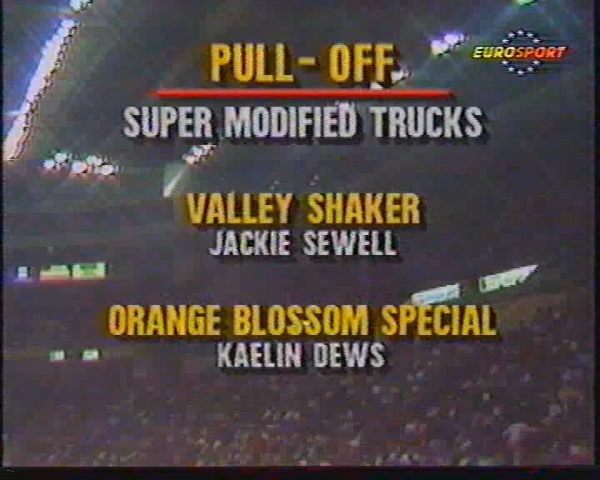 EUROSPORT
PULL-OFF
SUPER MODIFIED TRUCKS
VALLEY SHAKER
JACKIE SEWELL
ORANGE BLOSSOM SPECIAL
KAELIN DEWS